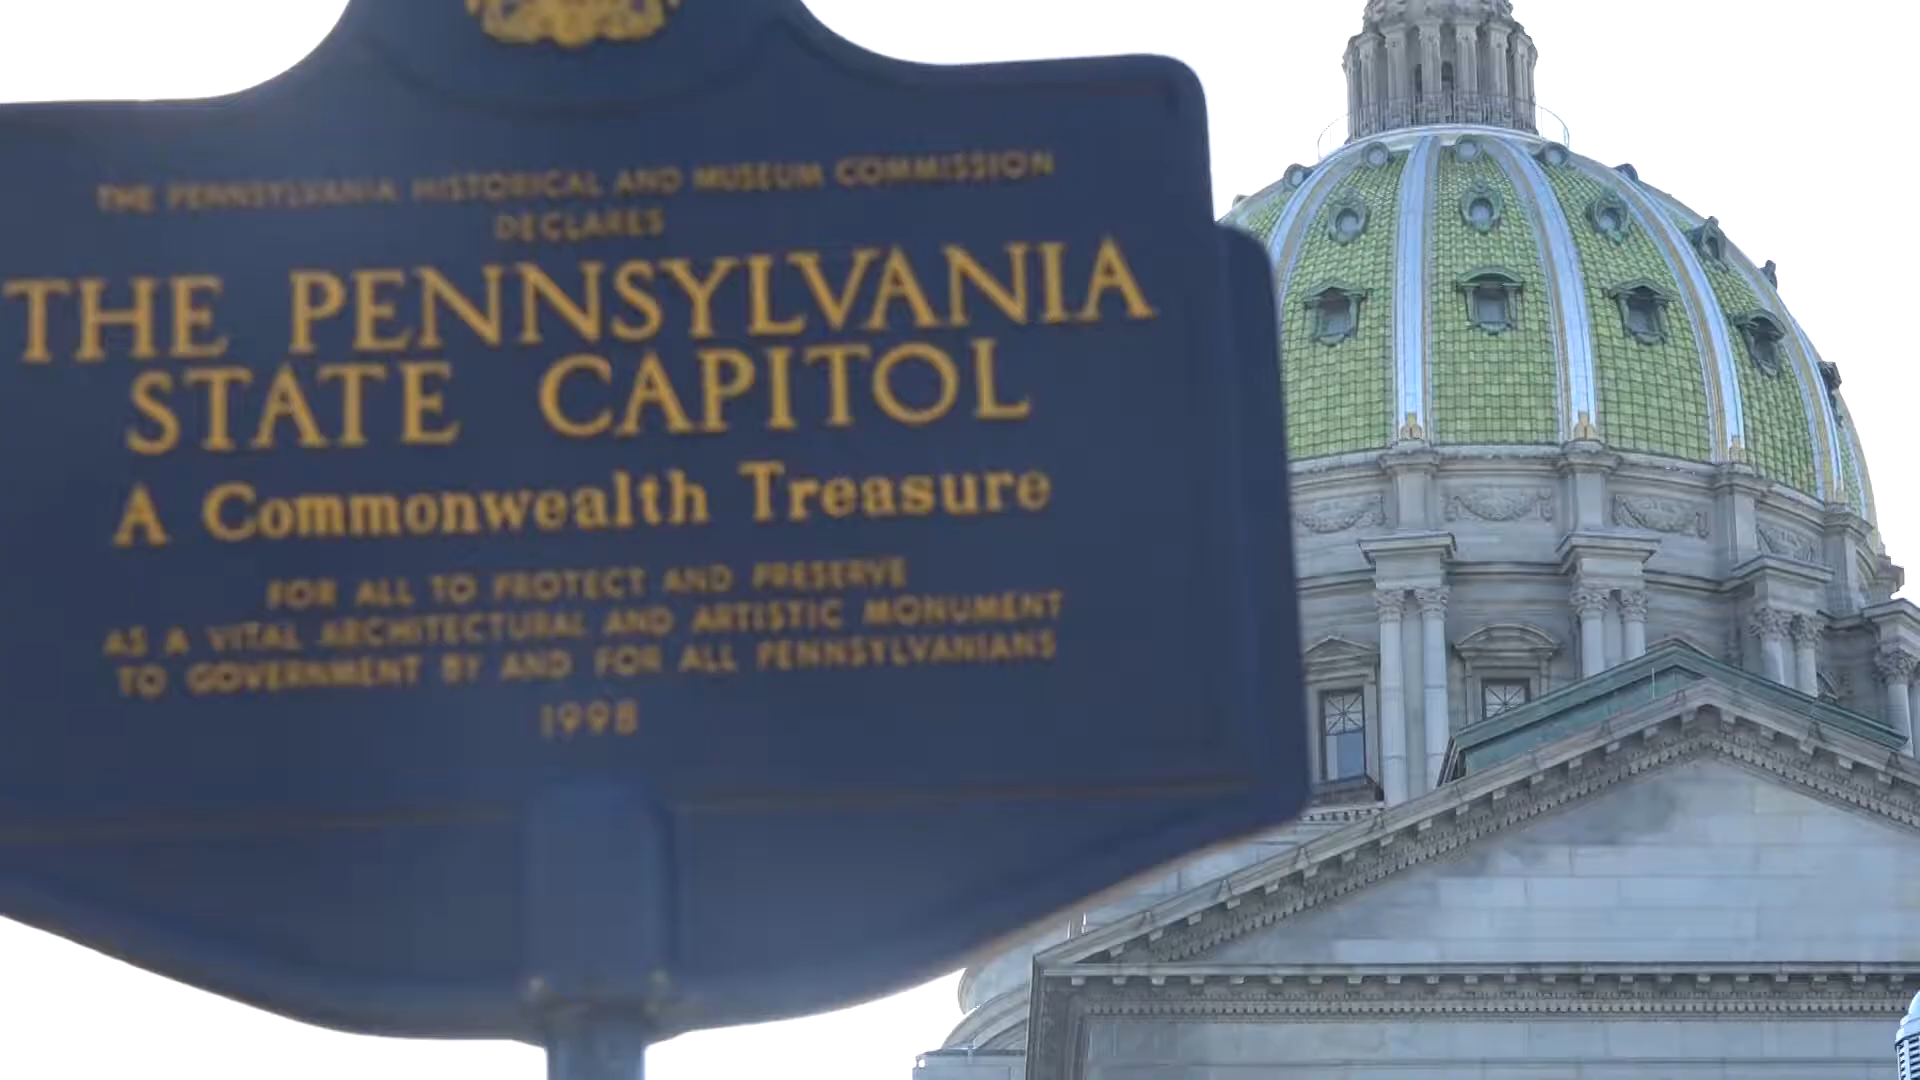 THE PENNSYLVANIA HISTORICAL AND MUSEUM COMMISSION
DECLARES
THE PENNSYLVANIA
STATE CAPITOL
A Commonwealth Treasure
FOR ALL TO PROTECT AND PRESERVE
AS A VITAL ARCHITECTURAL AND ARTISTIC MONUMENT
TO GOVERNMENT BY AND FOR ALL PENNSYLVANIANS
1998